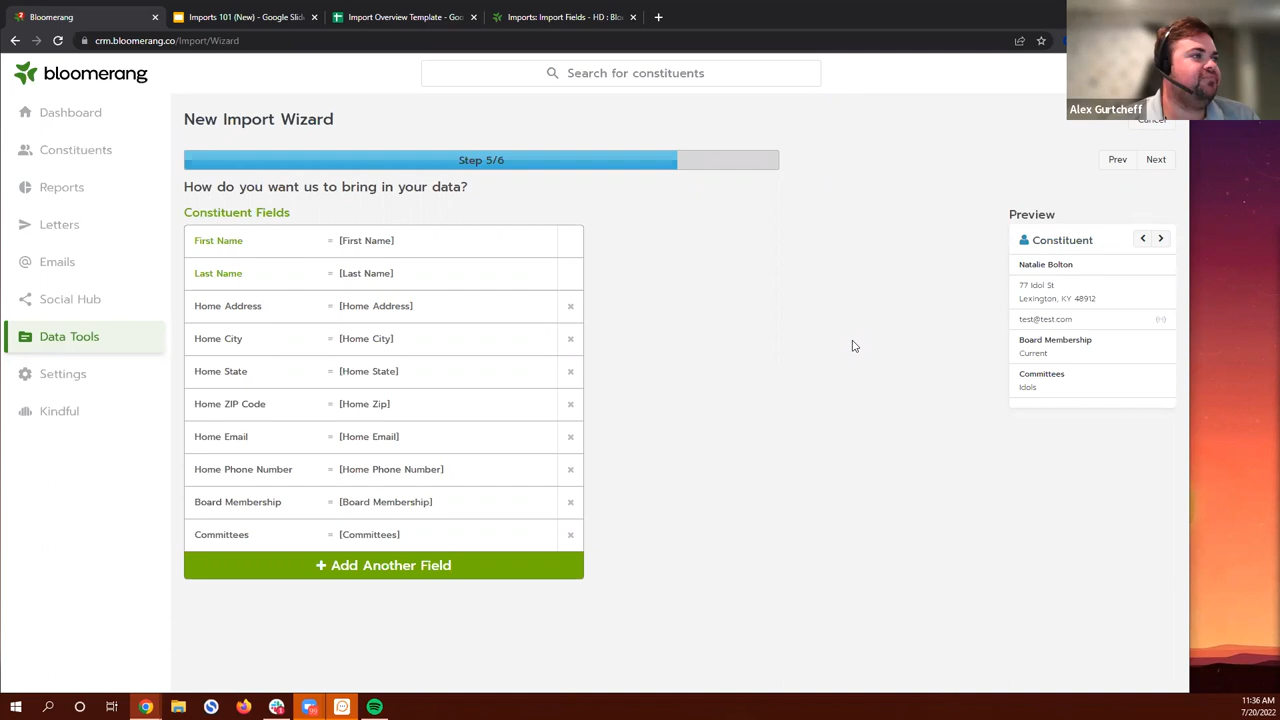 Bloomerang
Imports 101 (New) - Google Slid
Import Overview Template - Goo
Imports: Import Fields - HD : Bloo
crm.bloomerang.co/Import/Wizard
bloomerang
Search for constituents
Alex Gurtcheff
Cancel
Dashboard
Constituents
Reports
Letters
Emails
Social Hub
Data Tools
Settings
Kindful
New Import Wizard
Step 5/6
Prev
Next
How do you want us to bring in your data?
Constituent Fields
First Name = [First Name]
Last Name = [Last Name]
Home Address = [Home Address]
Home City = [Home City]
Home State = [Home State]
Home ZIP Code = [Home Zip]
Home Email = [Home Email]
Home Phone Number = [Home Phone Number]
Board Membership = [Board Membership]
Committees = [Committees]
+ Add Another Field
Preview
Constituent
Natalie Bolton
77 Idol St
Lexington, KY 48912
test@test.com
Board Membership
Current
Committees
Idols
11:36 AM
7/20/2022